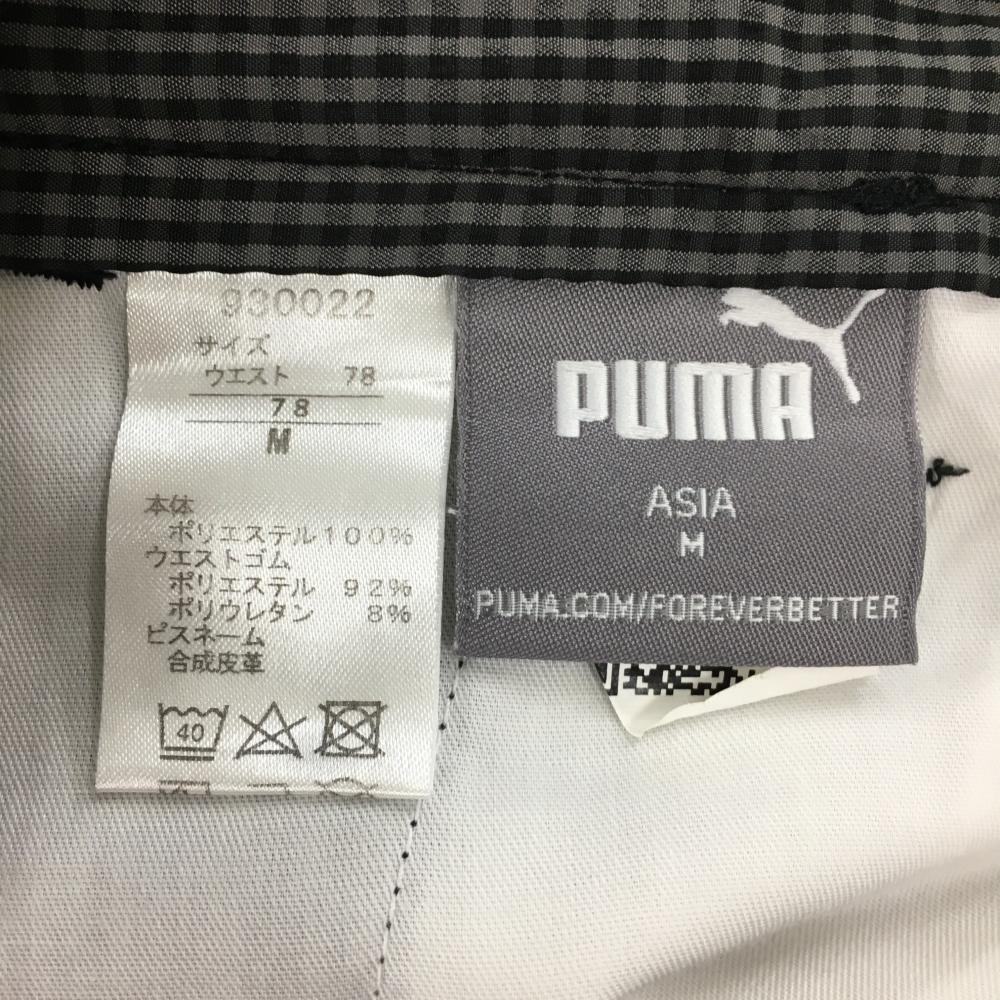 930022
サイズ
ウエスト 78
78
M
本体
ポリエステル100%
ウエストゴム
ポリエステル 92%
ポリウレタン 8%
ピスネーム
合成皮革
40
PUMA
ASIA
M
PUMA.COM/FOREVERBETTER